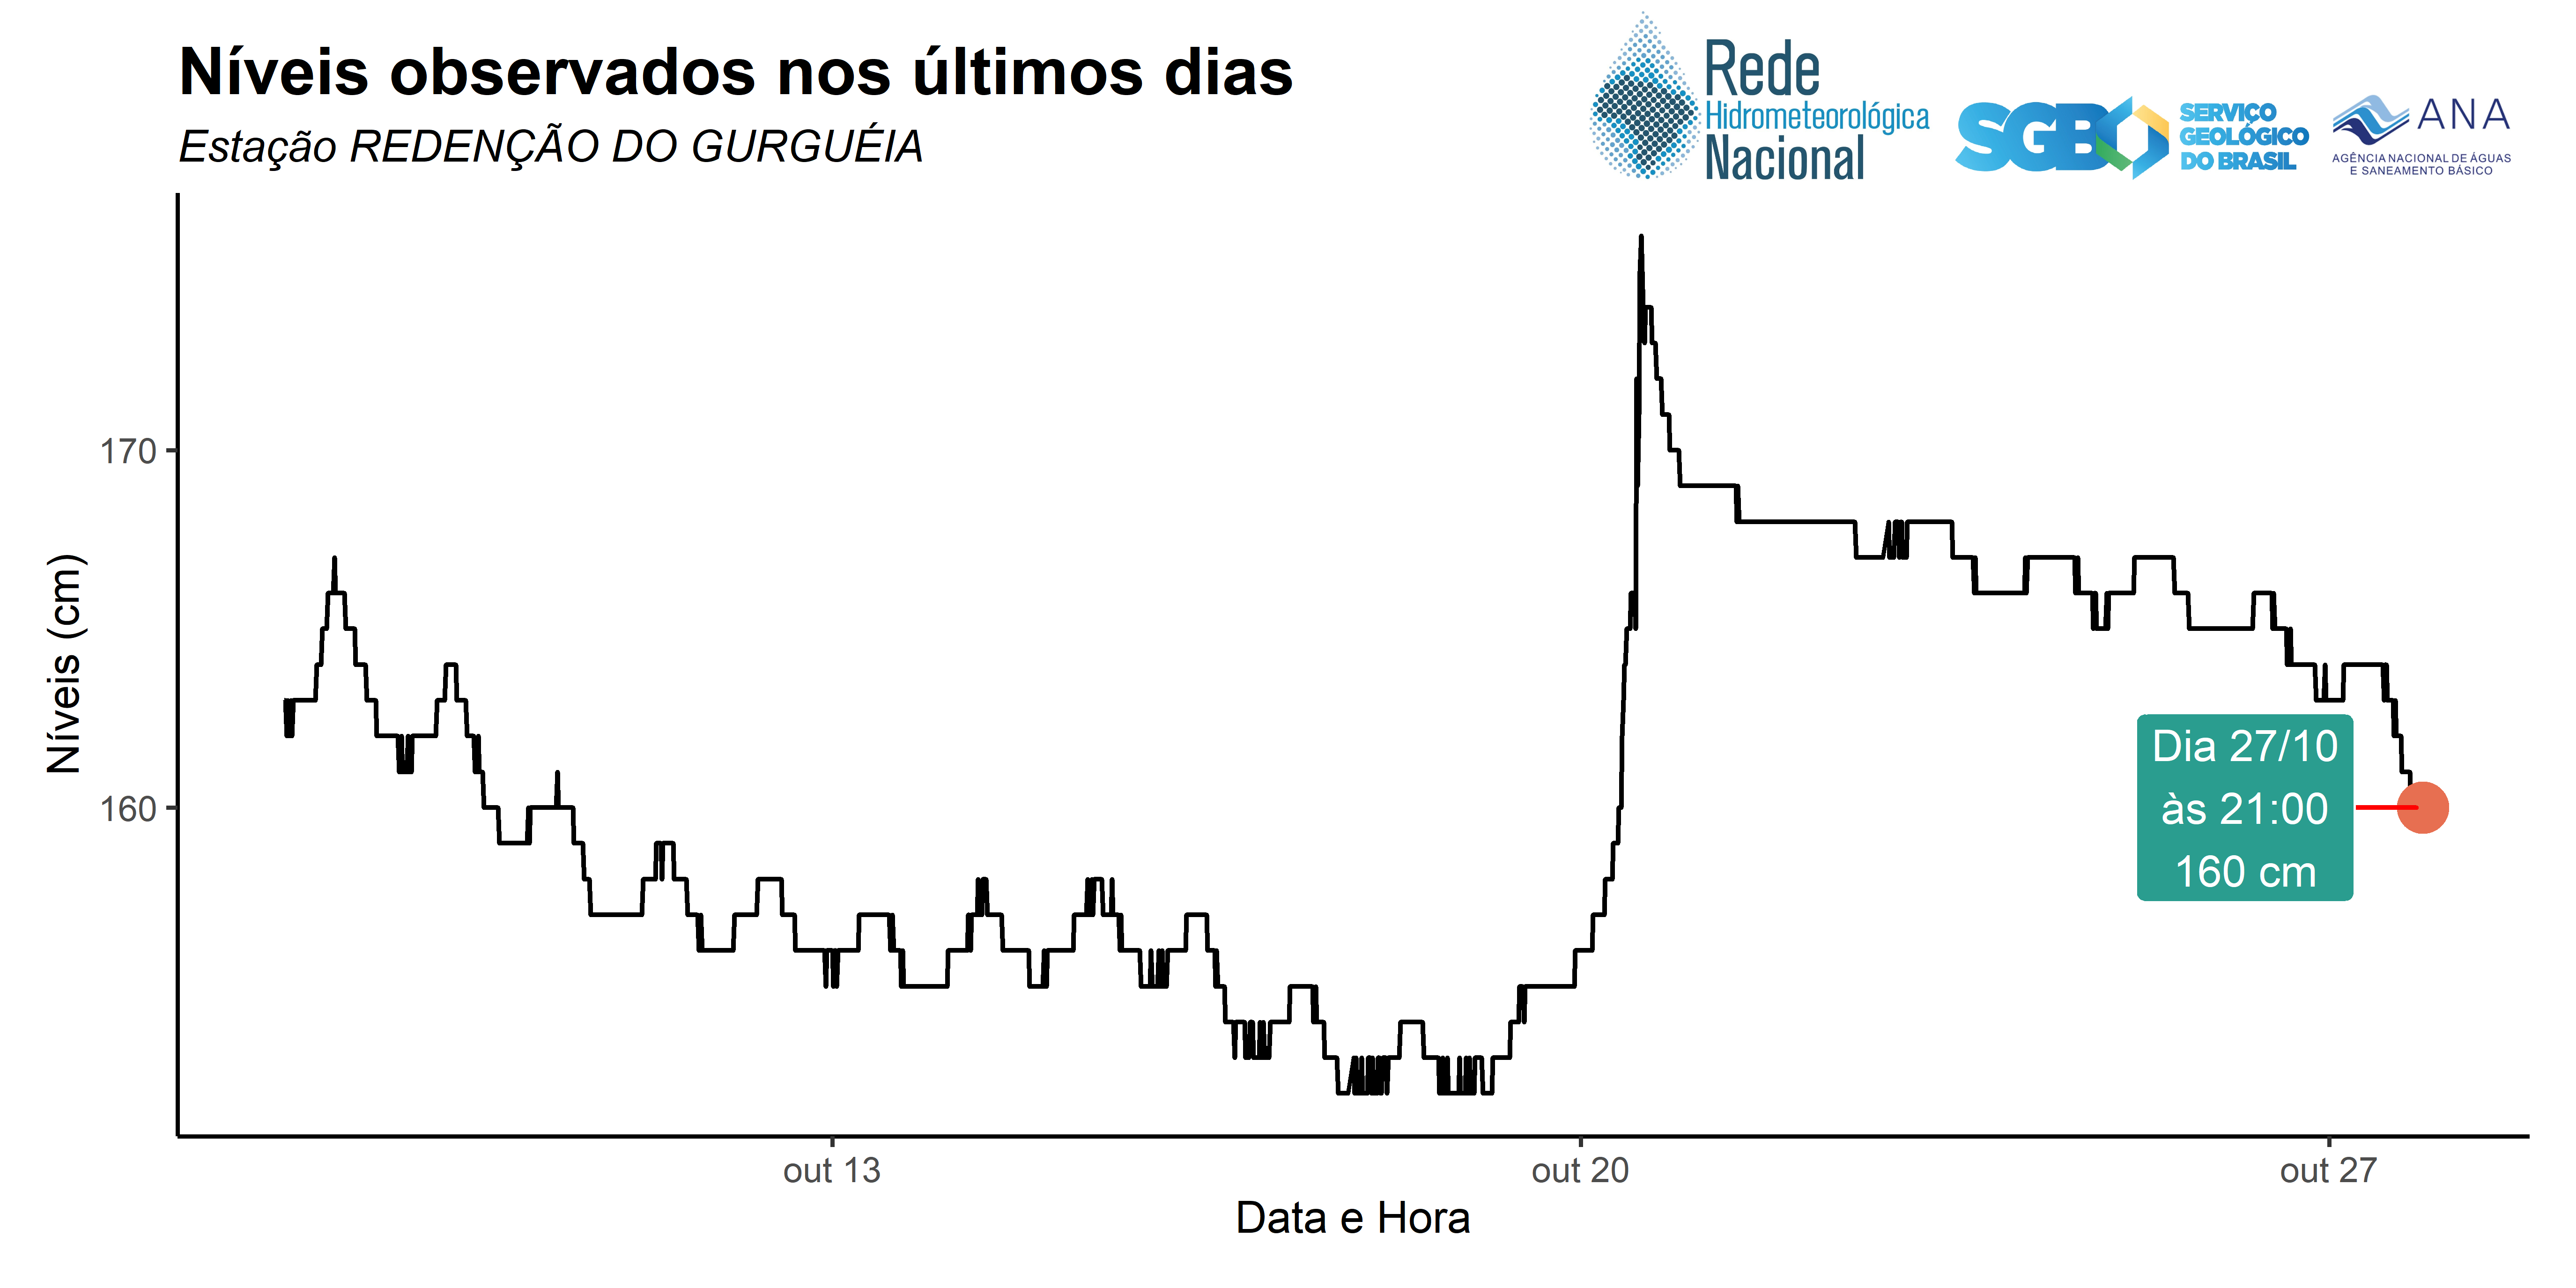 Níveis observados nos últimos dias
Estação REDENÇÃO DO GURGUÉIA
Rede
Hidrometeorológica
Nacional
SGB
SERVIÇO
GEOLÓGICO
DO BRASIL
ANA
AGÊNCIA NACIONAL DE ÁGUAS
E SANEAMENTO BÁSICO
Níveis (cm)
170
160
Dia 27/10
às 21:00
160 cm
out 13
out 20
out 27
Data e Hora